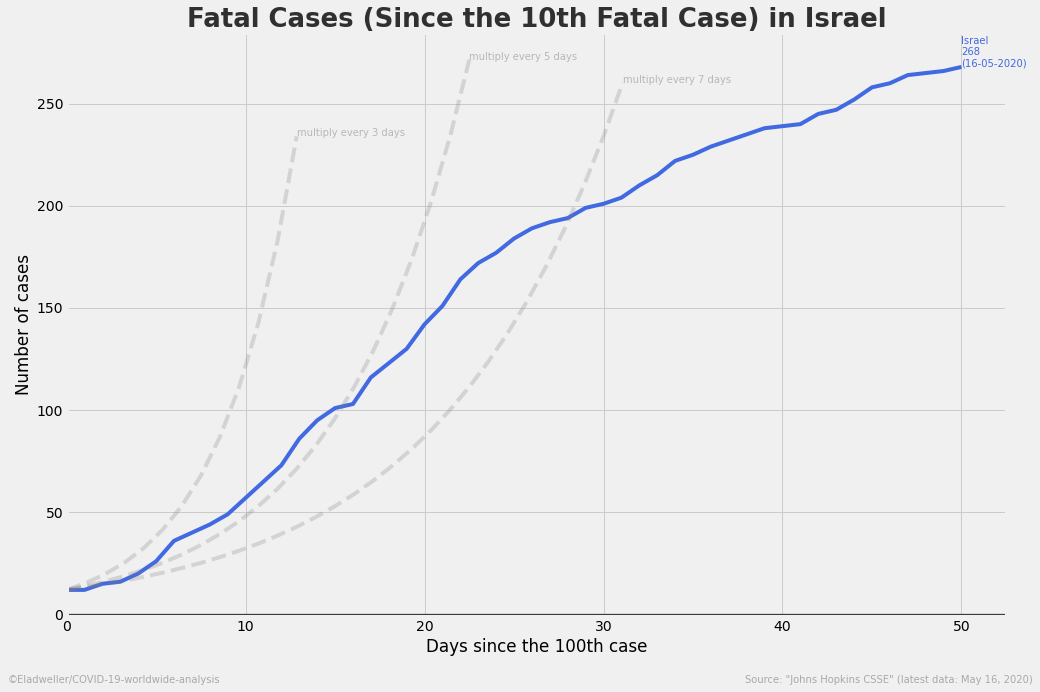 Fatal Cases (Since the 10th Fatal Case) in Israel
Israel
268
(16-05-2020)
multiply every 5 days
multiply every 7 days
multiply every 3 days
250
200
150
100
50
0
Number of cases
0 10 20 30 40 50
Days since the 100th case
©Eladweller/COVID-19-worldwide-analysis
Source: "Johns Hopkins CSSE" (latest data: May 16, 2020)